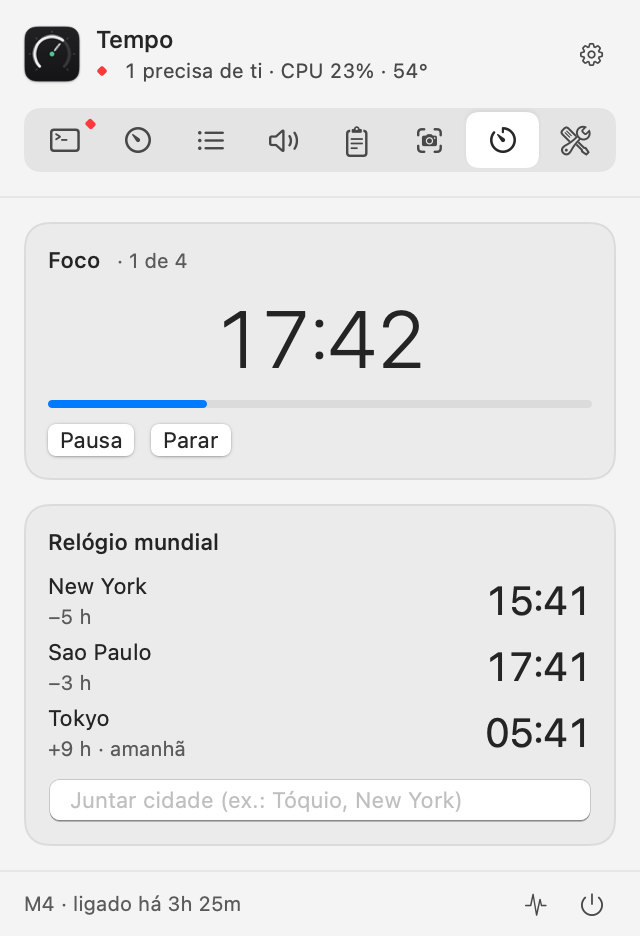 Tempo
1 precisa de ti · CPU 23% · 54°
Foco · 1 de 4
17:42
Pausa Parar
Relógio mundial
New York
−5 h
15:41
Sao Paulo
−3 h
17:41
Tokyo
+9 h · amanhã
05:41
Juntar cidade (ex.: Tóquio, New York)
M4 · ligado há 3h 25m